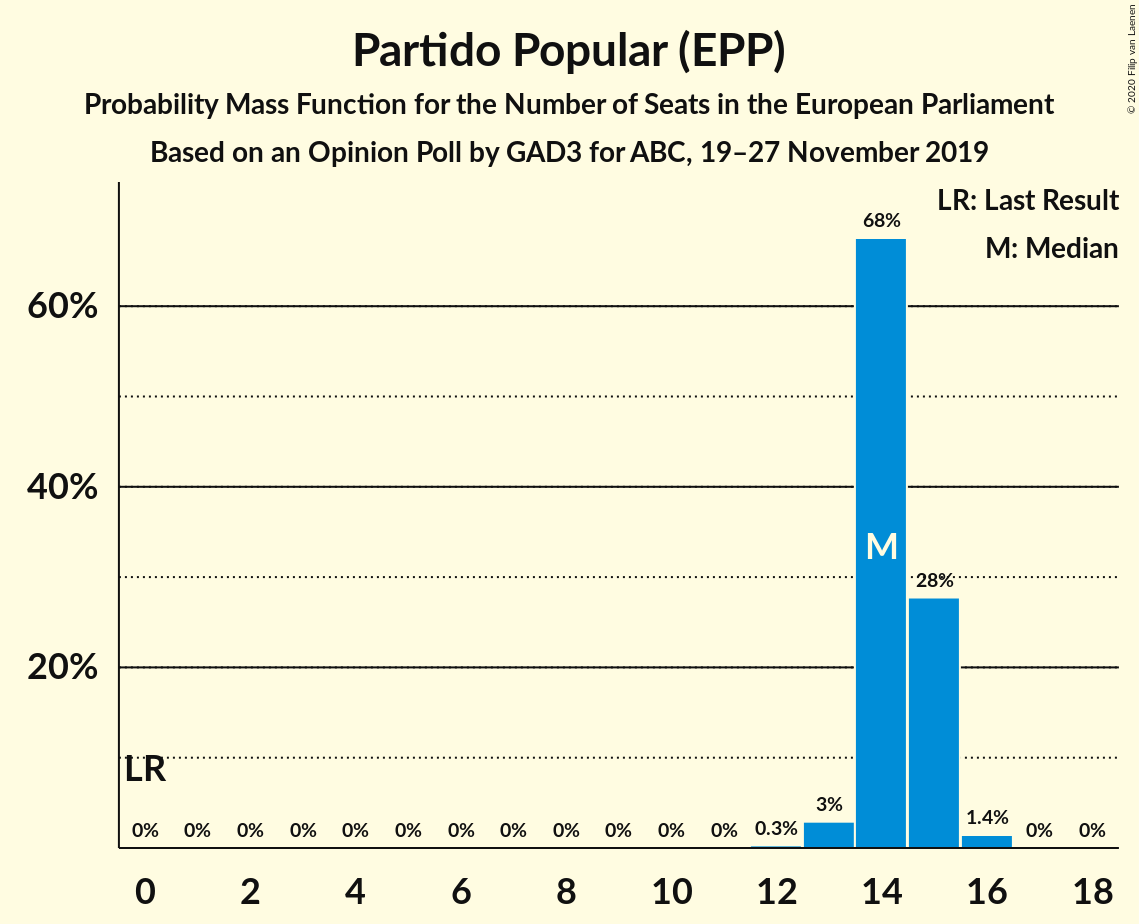 Partido Popular (EPP)
Probability Mass Function for the Number of Seats in the European Parliament
Based on an Opinion Poll by GAD3 for ABC, 19–27 November 2019
© 2020 Filip van Laenen
LR: Last Result
M: Median
68%
60%
40%
M
28%
20%
LR
0% 0% 0% 0% 0% 0% 0% 0% 0% 0% 0% 0% 0.3% 3% 1.4% 0% 0%
0 2 4 6 8 10 12 14 16 18